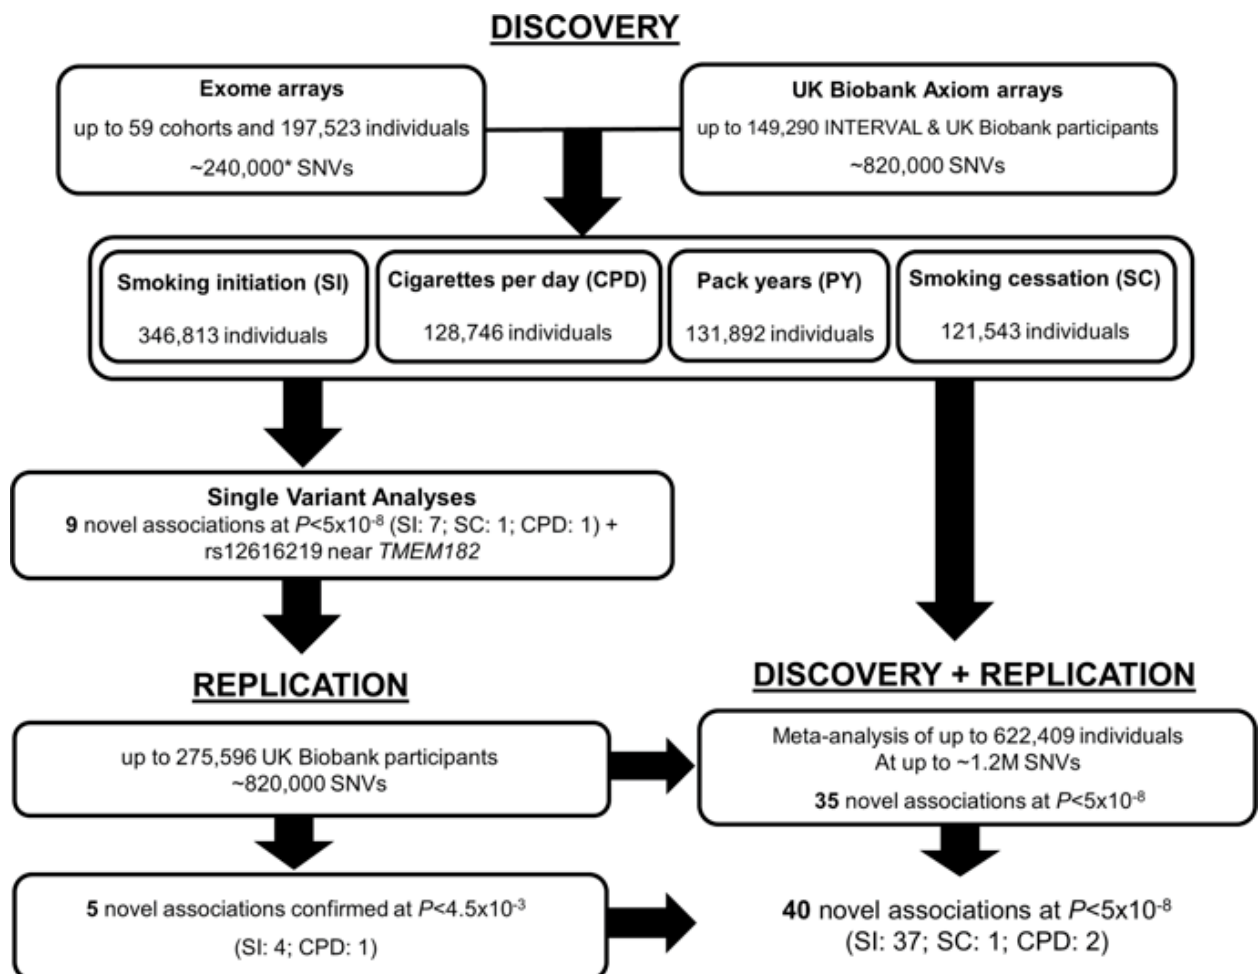 DISCOVERY
Exome arrays
up to 59 cohorts and 197,523 individuals
~240,000* SNVs
UK Biobank Axiom arrays
up to 149,290 INTERVAL & UK Biobank participants
~820,000 SNVs
Smoking initiation (SI)
346,813 individuals
Cigarettes per day (CPD)
128,746 individuals
Pack years (PY)
131,892 individuals
Smoking cessation (SC)
121,543 individuals
Single Variant Analyses
9 novel associations at P<5x10⁻⁸ (SI: 7; SC: 1; CPD: 1) +
rs12616219 near TMEM182
REPLICATION
up to 275,596 UK Biobank participants
~820,000 SNVs
5 novel associations confirmed at P<4.5x10⁻³
(SI: 4; CPD: 1)
DISCOVERY + REPLICATION
Meta-analysis of up to 622,409 individuals
At up to ~1.2M SNVs
35 novel associations at P<5x10⁻⁸
40 novel associations at P<5x10⁻⁸
(SI: 37; SC: 1; CPD: 2)